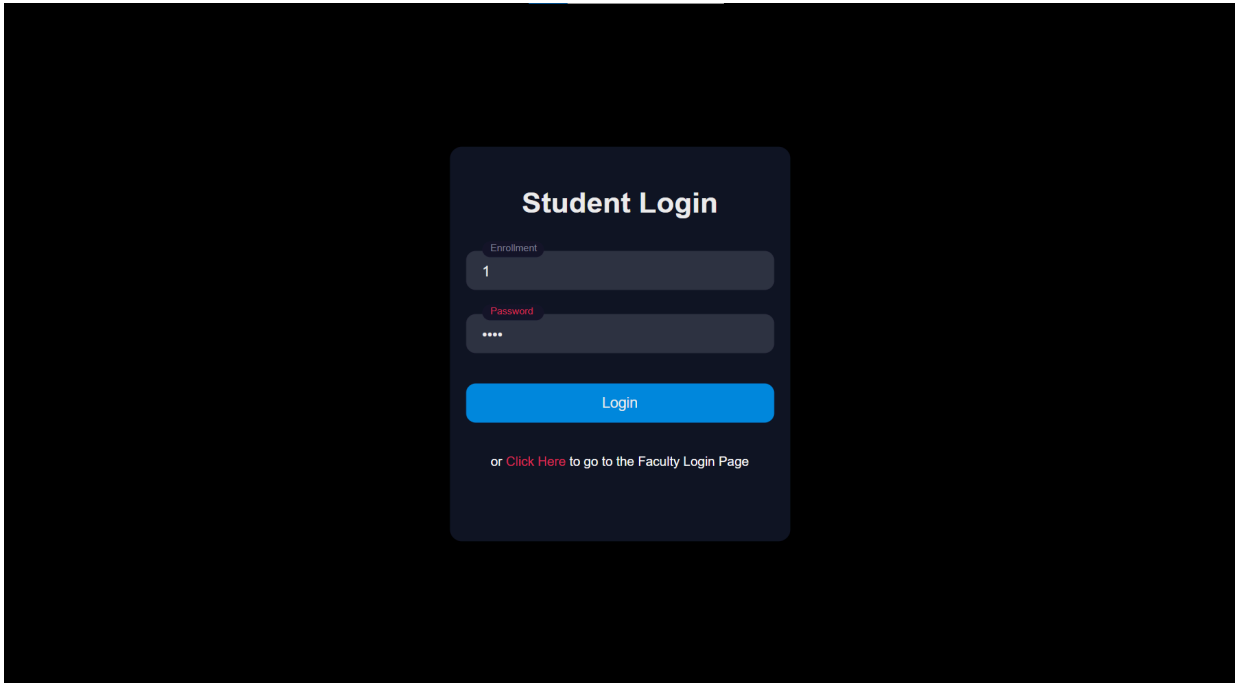 Student Login
Enrollment
1
Password
••••
Login
or Click Here to go to the Faculty Login Page